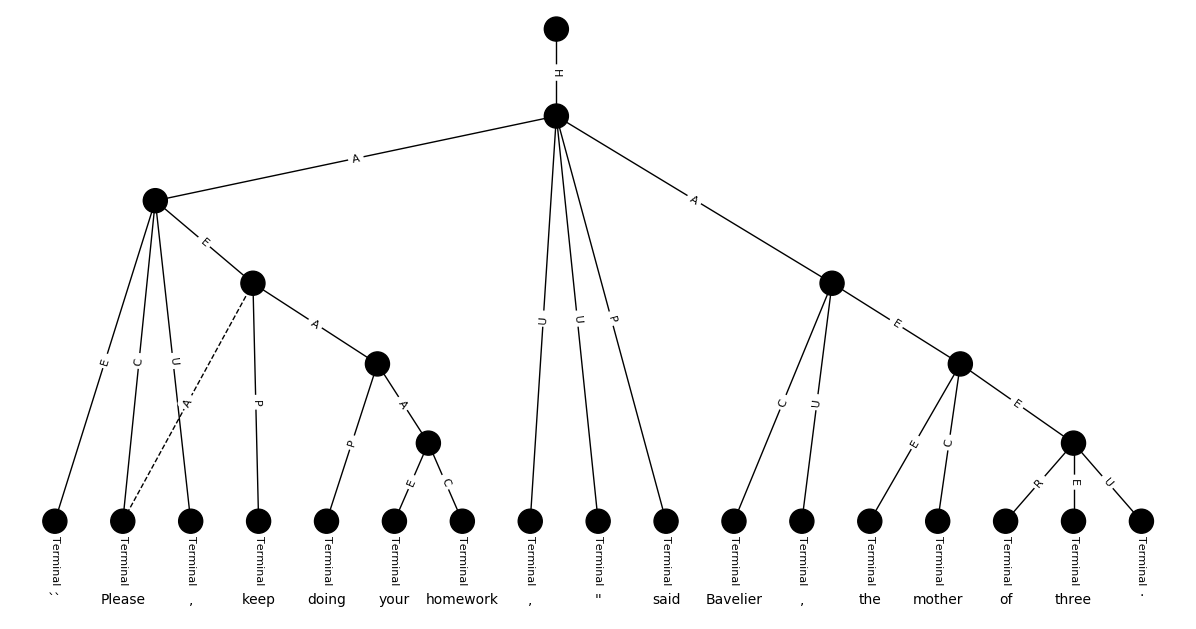 H
A
A
E
E
A
E
C
U
U
U
P
A
P
A
C
U
E
P
E
C
E
C
R
E
U
Terminal Terminal Terminal Terminal Terminal Terminal Terminal Terminal Terminal Terminal Terminal Terminal Terminal Terminal Terminal Terminal Terminal
`` Please , keep doing your homework , " said Bavelier , the mother of three .